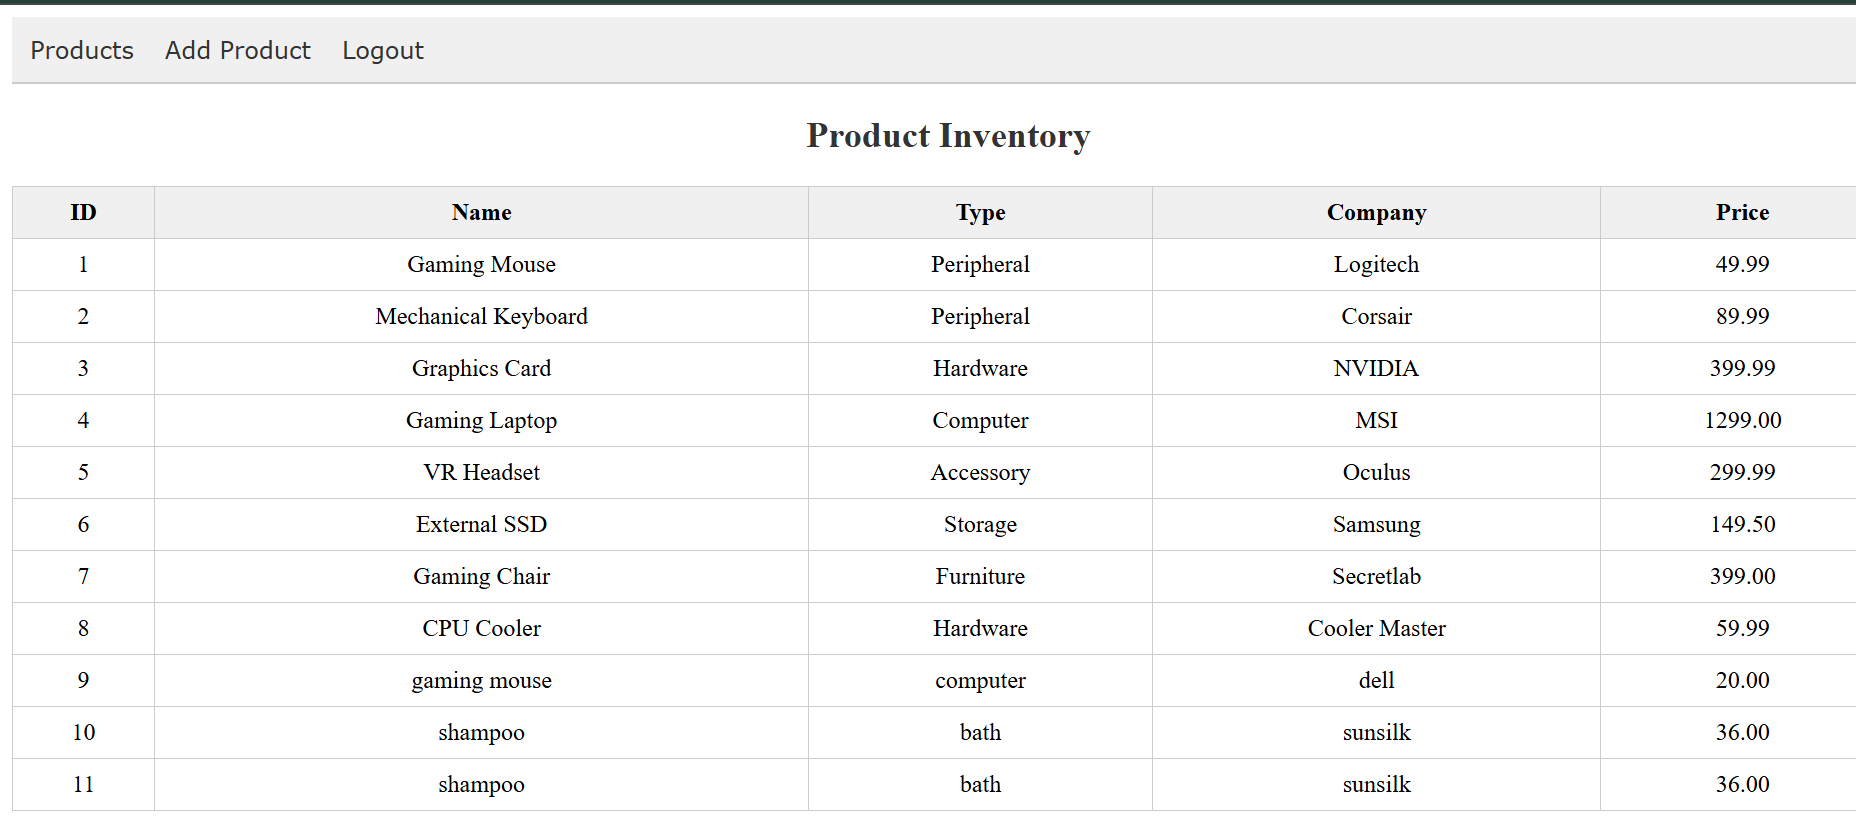 Products Add Product Logout
Product Inventory
ID Name Type Company Price
1 Gaming Mouse Peripheral Logitech 49.99
2 Mechanical Keyboard Peripheral Corsair 89.99
3 Graphics Card Hardware NVIDIA 399.99
4 Gaming Laptop Computer MSI 1299.00
5 VR Headset Accessory Oculus 299.99
6 External SSD Storage Samsung 149.50
7 Gaming Chair Furniture Secretlab 399.00
8 CPU Cooler Hardware Cooler Master 59.99
9 gaming mouse computer dell 20.00
10 shampoo bath sunsilk 36.00
11 shampoo bath sunsilk 36.00